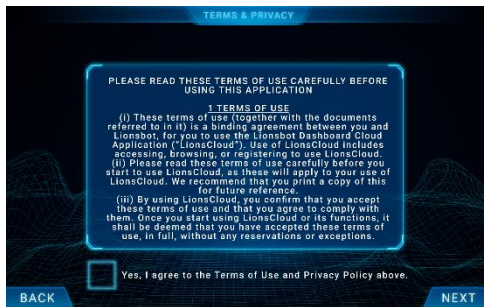 TERMS & PRIVACY
PLEASE READ THESE TERMS OF USE CAREFULLY BEFORE
USING THIS APPLICATION
1 TERMS OF USE
(i) These terms of use (together with the documents
referred to in it) is a binding agreement between you and
Lionsbot, for you to use the Lionsbot Dashboard Cloud
Application ("LionsCloud"). Use of LionsCloud includes
accessing, browsing, or registering to use LionsCloud.
(ii) Please read these terms of use carefully before you
start to use LionsCloud, as these will apply to your use of
LionsCloud. We recommend that you print a copy of this
for future reference.
(iii) By using LionsCloud, you confirm that you accept
these terms of use and that you agree to comply with
them. Once you start using LionsCloud or its functions, it
shall be deemed that you have accepted these terms of
use, in full, without any reservations or exceptions.
Yes, I agree to the Terms of Use and Privacy Policy above.
BACK
NEXT